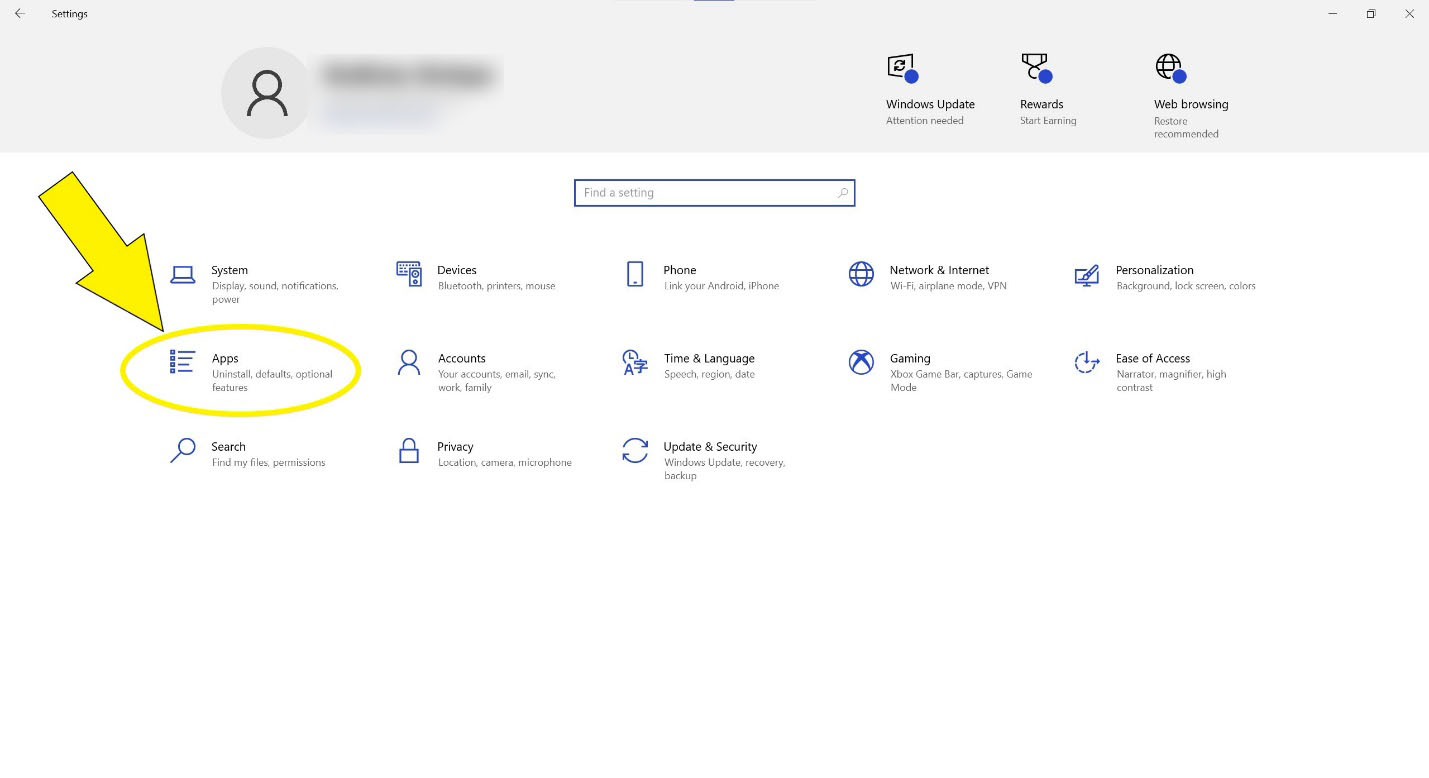 Settings
Windows Update
Attention needed
Rewards
Start Earning
Web browsing
Restore
recommended
Find a setting
System
Display, sound, notifications,
power
Devices
Bluetooth, printers, mouse
Phone
Link your Android, iPhone
Network & Internet
Wi-Fi, airplane mode, VPN
Personalization
Background, lock screen, colors
Apps
Uninstall, defaults, optional
features
Accounts
Your accounts, email, sync,
work, family
Time & Language
Speech, region, date
Gaming
Xbox Game Bar, captures, Game
Mode
Ease of Access
Narrator, magnifier, high
contrast
Search
Find my files, permissions
Privacy
Location, camera, microphone
Update & Security
Windows Update, recovery,
backup